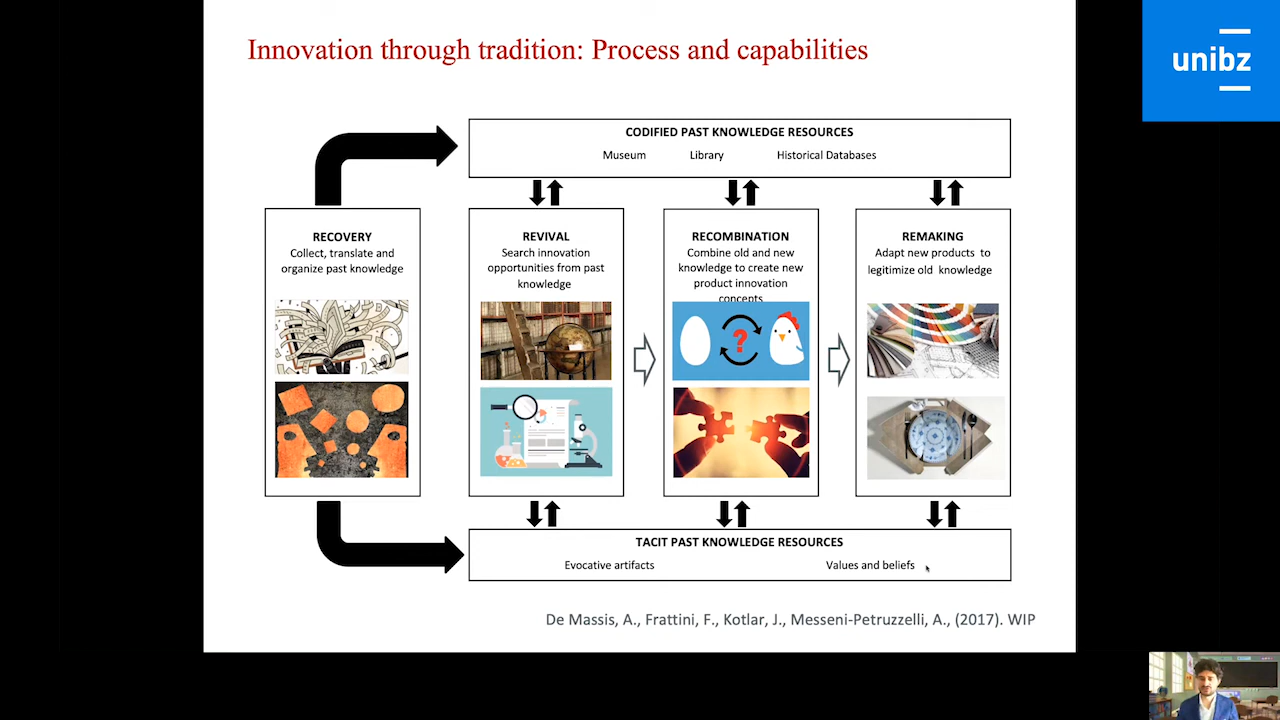 Innovation through tradition: Process and capabilities
unibz
CODIFIED PAST KNOWLEDGE RESOURCES
Museum Library Historical Databases
RECOVERY
Collect, translate and
organize past knowledge
REVIVAL
Search innovation
opportunities from past
knowledge
RECOMBINATION
Combine old and new
knowledge to create new
product innovation
concepts
?
REMAKING
Adapt new products to
legitimize old knowledge
TACIT PAST KNOWLEDGE RESOURCES
Evocative artifacts Values and beliefs
De Massis, A., Frattini, F., Kotlar, J., Messeni-Petruzzelli, A., (2017). WIP